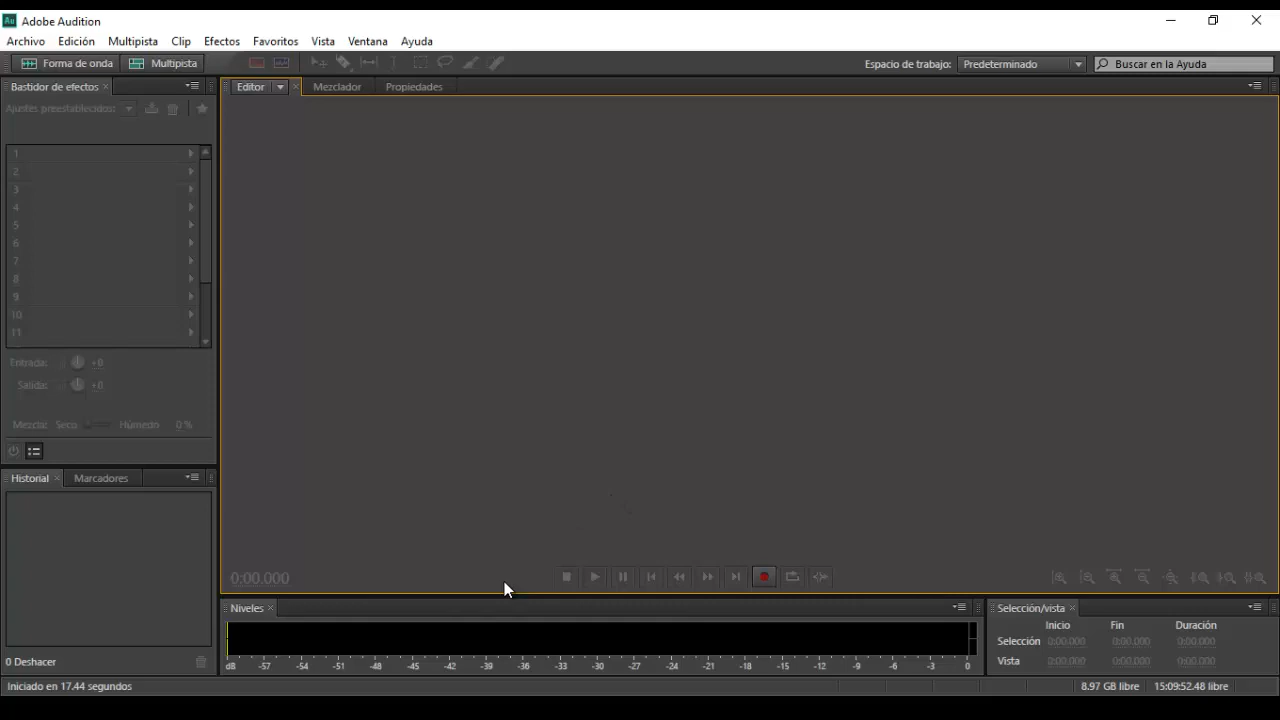 Au Adobe Audition
Archivo Edición Multipista Clip Efectos Favoritos Vista Ventana Ayuda
Forma de onda Multipista Espacio de trabajo: Predeterminado Buscar en la Ayuda
Bastidor de efectos Editor Mezclador Propiedades
Ajustes preestablecidos:
1
2
3
4
5
6
7
8
9
10
11
Entrada: +0
Salida: +0
Mezcla: Seco Húmedo 0 %
Historial Marcadores
0:00.000
Niveles
dB -57 -54 -51 -48 -45 -42 -39 -36 -33 -30 -27 -24 -21 -18 -15 -12 -9 -6 -3 0
Selección/vista
Inicio Fin Duración
Selección 0:00.000 0:00.000 0:00.000
Vista 0:00.000 0:00.000 0:00.000
0 Deshacer
Iniciado en 17.44 segundos 8.97 GB libre 15:09:52.48 libre